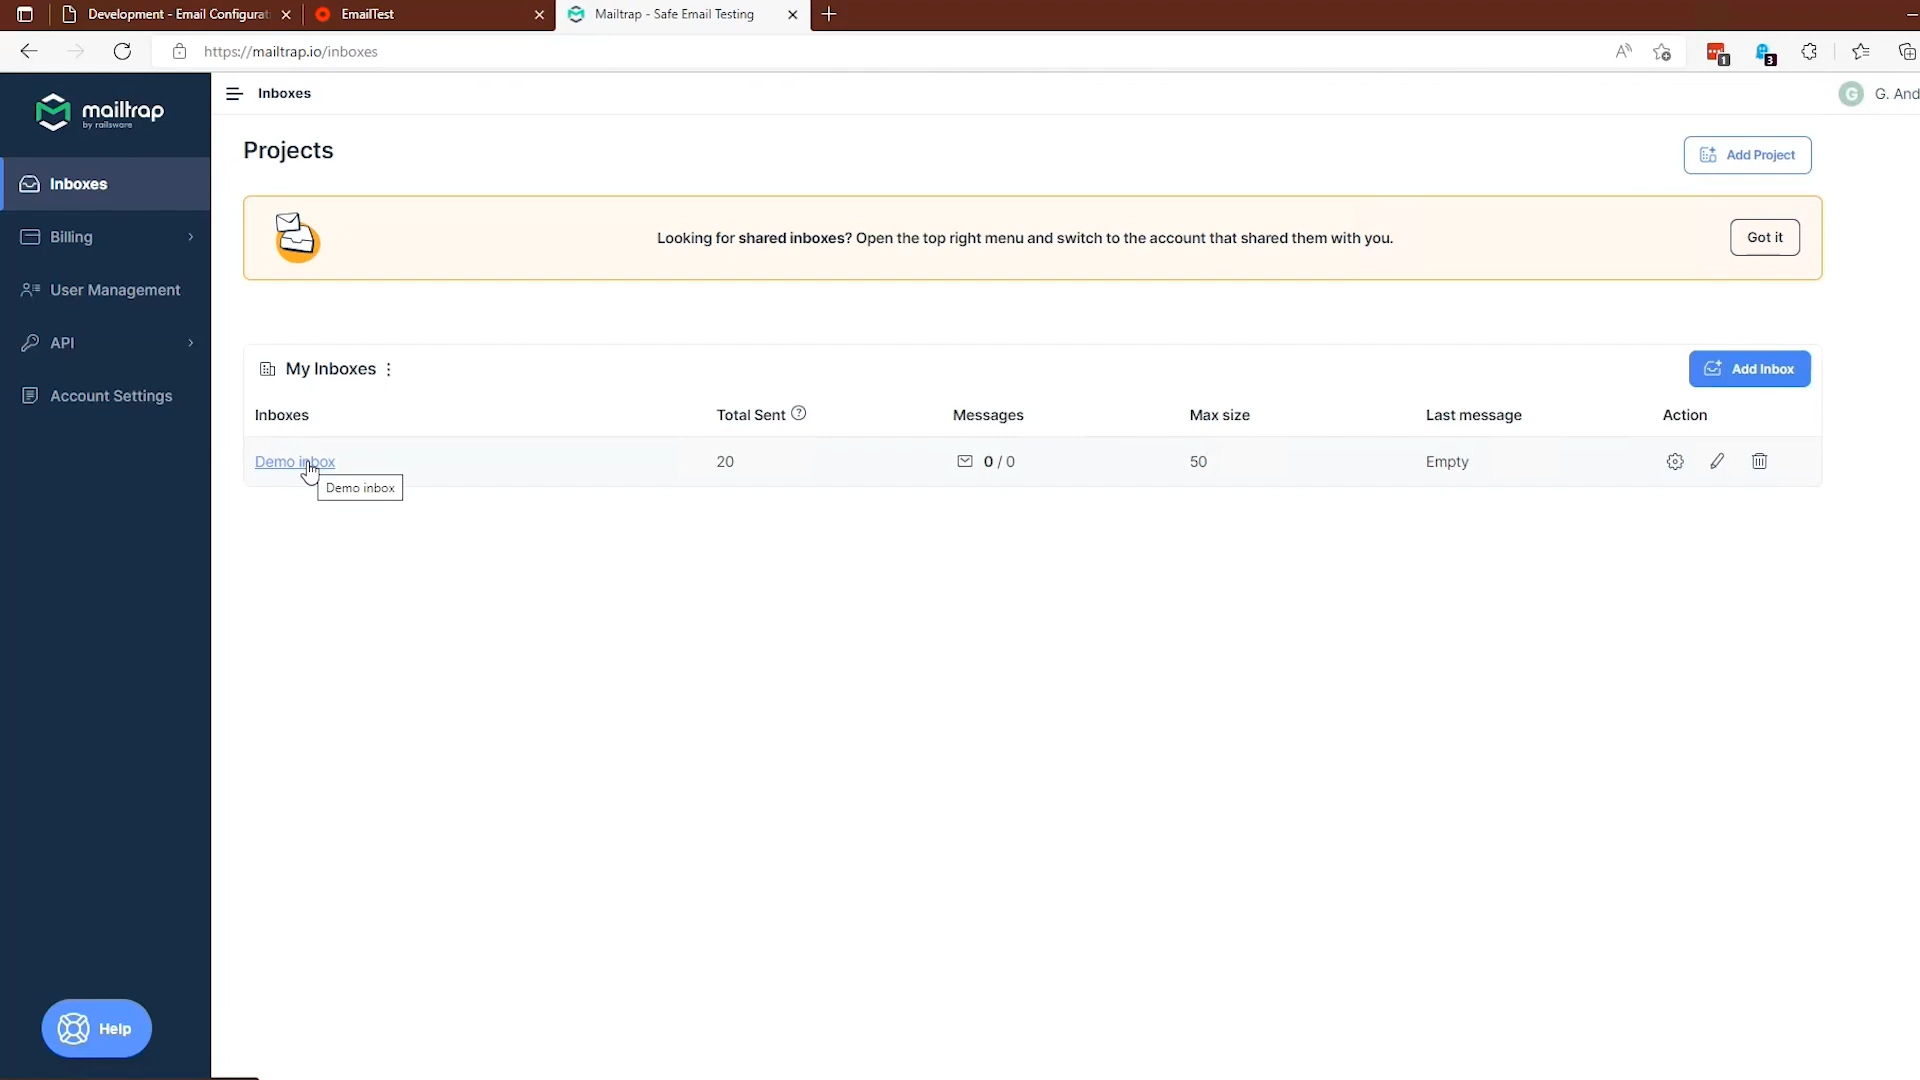 Development - Email Configurat
EmailTest
Mailtrap - Safe Email Testing
https://mailtrap.io/inboxes
1
3
mailtrap
by railsware
Inboxes
G
G. And
Inboxes
Billing
User Management
API
Account Settings
Projects
Add Project
Looking for shared inboxes? Open the top right menu and switch to the account that shared them with you.
Got it
My Inboxes
Add Inbox
Inboxes Total Sent ? Messages Max size Last message Action
Demo inbox 20 0 / 0 50 Empty
Demo inbox
Help